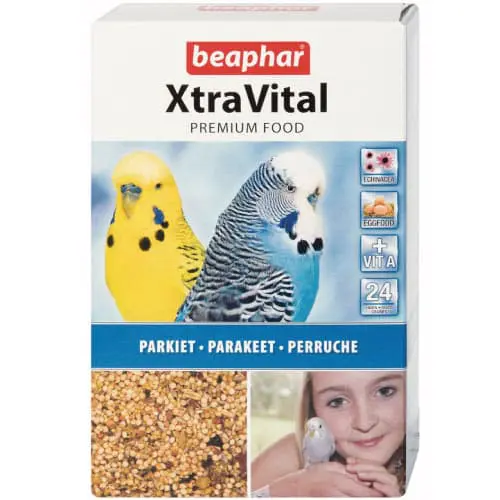 beaphar
XtraVital
PREMIUM FOOD
ECHINACEA
EGGFOOD
+
VIT A
24
PARKIET • PARAKEET • PERRUCHE